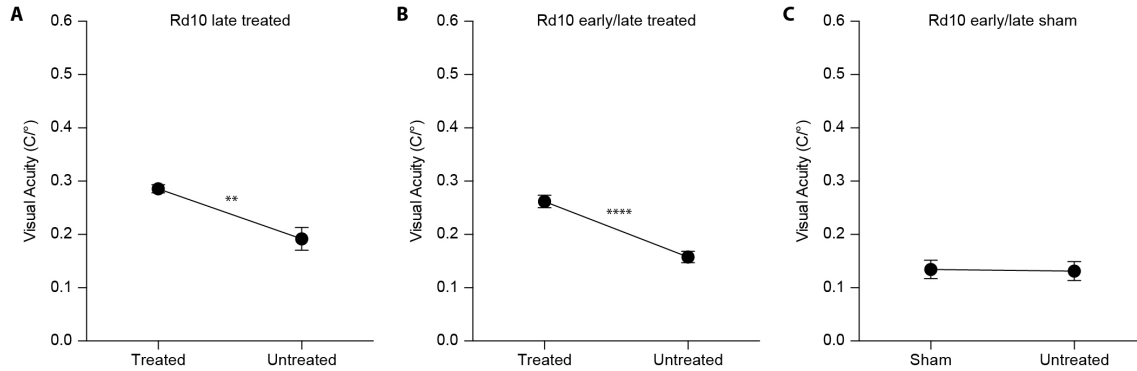 A
Rd10 late treated
0.6
0.5
0.4
0.3
0.2
0.1
0.0
Visual Acuity (C/°)
**
Treated
Untreated
B
Rd10 early/late treated
0.6
0.5
0.4
0.3
0.2
0.1
0.0
Visual Acuity (C/°)
****
Treated
Untreated
C
Rd10 early/late sham
0.6
0.5
0.4
0.3
0.2
0.1
0.0
Visual Acuity (C/°)
Sham
Untreated